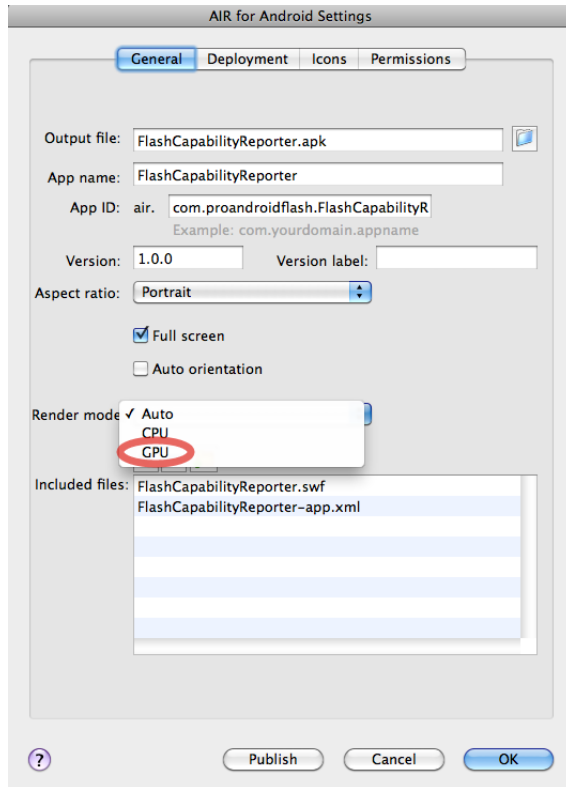 AIR for Android Settings
General Deployment Icons Permissions
Output file: FlashCapabilityReporter.apk
App name: FlashCapabilityReporter
App ID: air. com.proandroidflash.FlashCapabilityR
Example: com.yourdomain.appname
Version: 1.0.0 Version label:
Aspect ratio: Portrait
Full screen
Auto orientation
Render mode ✓ Auto
CPU
GPU
Included files: FlashCapabilityReporter.swf
FlashCapabilityReporter-app.xml
? Publish Cancel OK